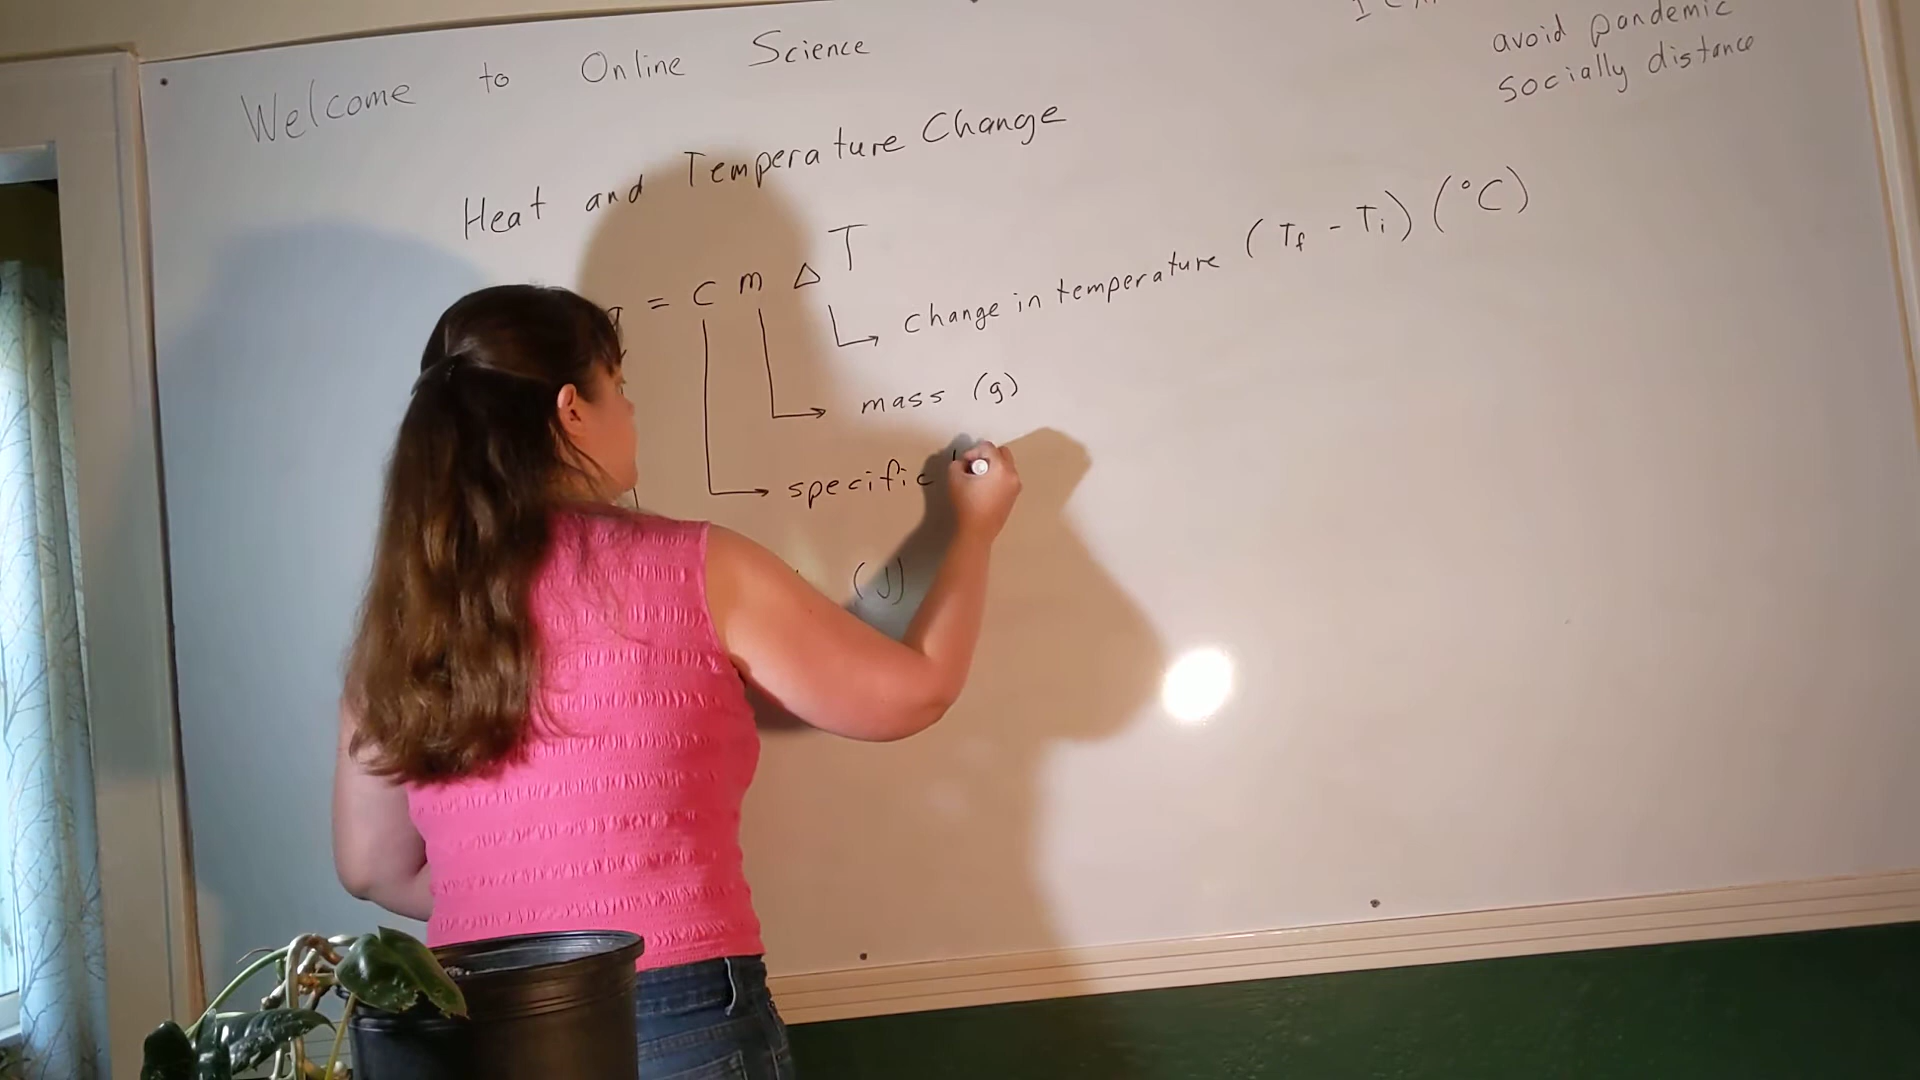 Welcome to Online Science
avoid pandemic
socially distance
Heat and Temperature Change
= C m Δ T
change in temperature (Tf - Ti) (°C)
mass (g)
specific
(J)